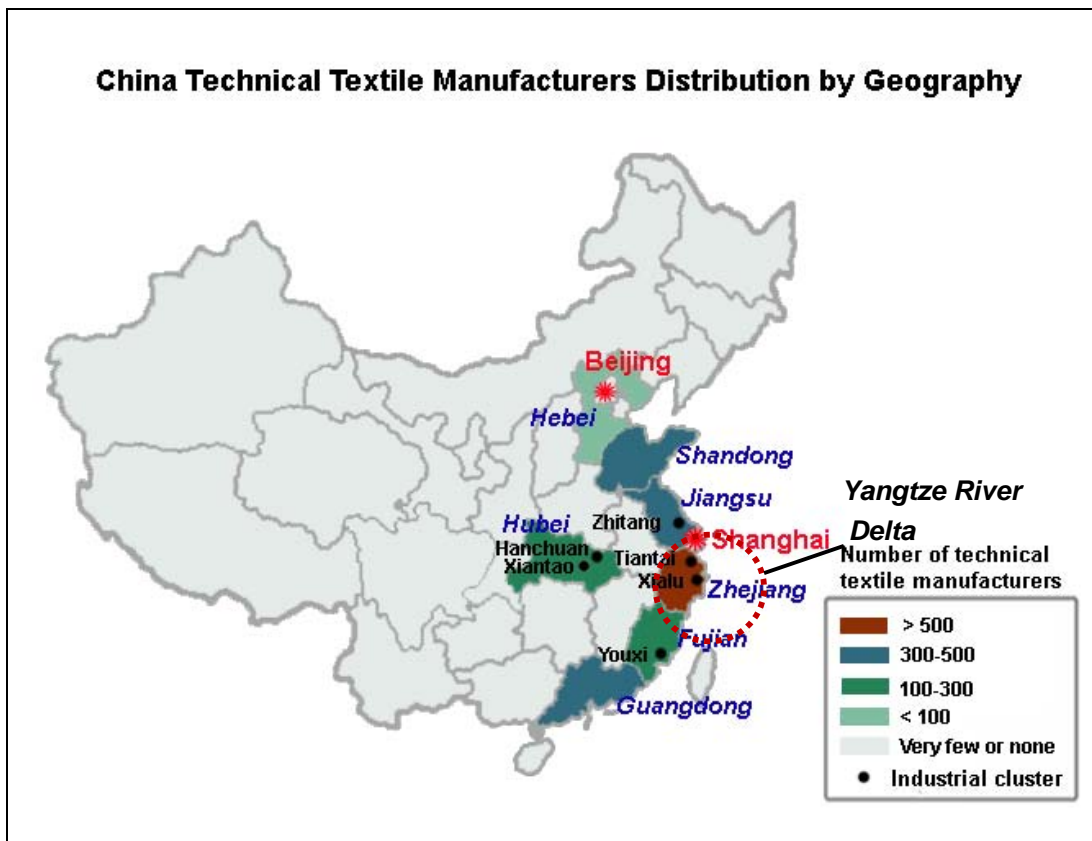 China Technical Textile Manufacturers Distribution by Geography
Beijing
Hebei
Shandong
Jiangsu
Yangtze River
Delta
Zhitang
Hubei
Shanghai
Hanchuan
Tiantai
Xiantao
Xialu
Zhejiang
Number of technical
textile manufacturers
> 500
Fujian
300-500
Youxi
100-300
Guangdong
< 100
Very few or none
Industrial cluster